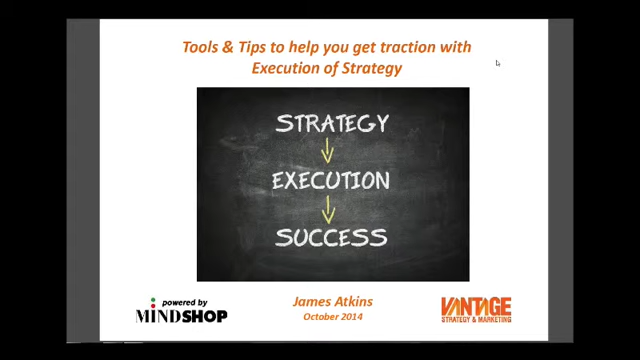 Tools & Tips to help you get traction with
Execution of Strategy
STRATEGY
EXECUTION
SUCCESS
powered by
MINDSHOP
James Atkins
October 2014
VANTAGE
STRATEGY & MARKETING